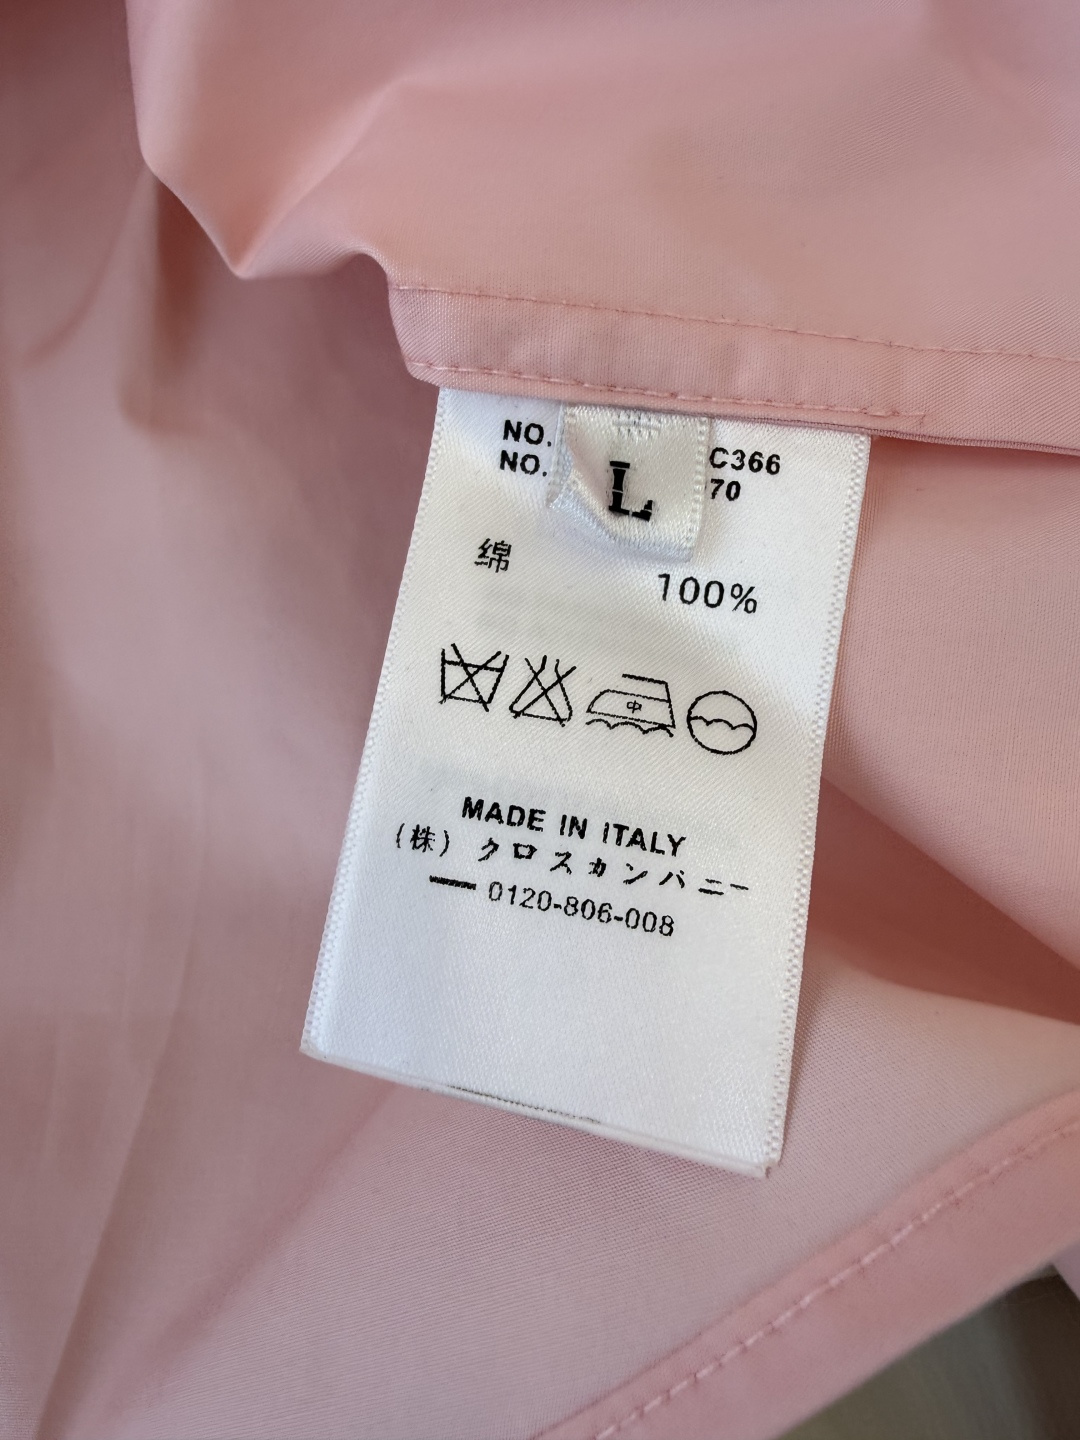 NO. C366
NO. 70
L
綿 100%
中
MADE IN ITALY
(株) クロスカンパニー
0120-806-008